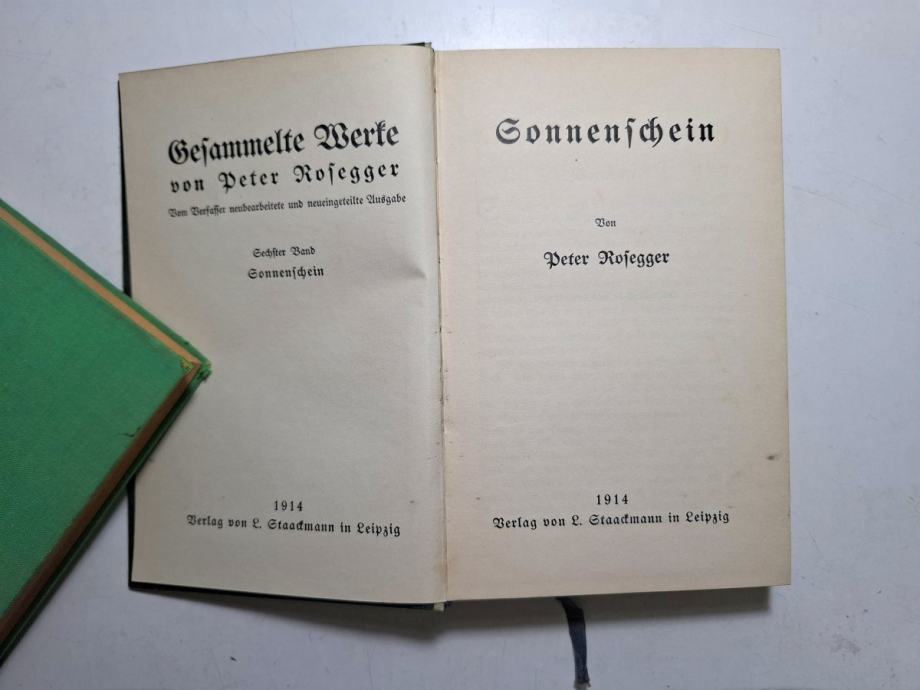 Gesammelte Werke
von Peter Rosegger
Vom Verfasser neubearbeitete und neueingeteilte Ausgabe
Sechster Band
Sonnenschein
1914
Verlag von L. Staackmann in Leipzig
Sonnenschein
Von
Peter Rosegger
1914
Verlag von L. Staackmann in Leipzig